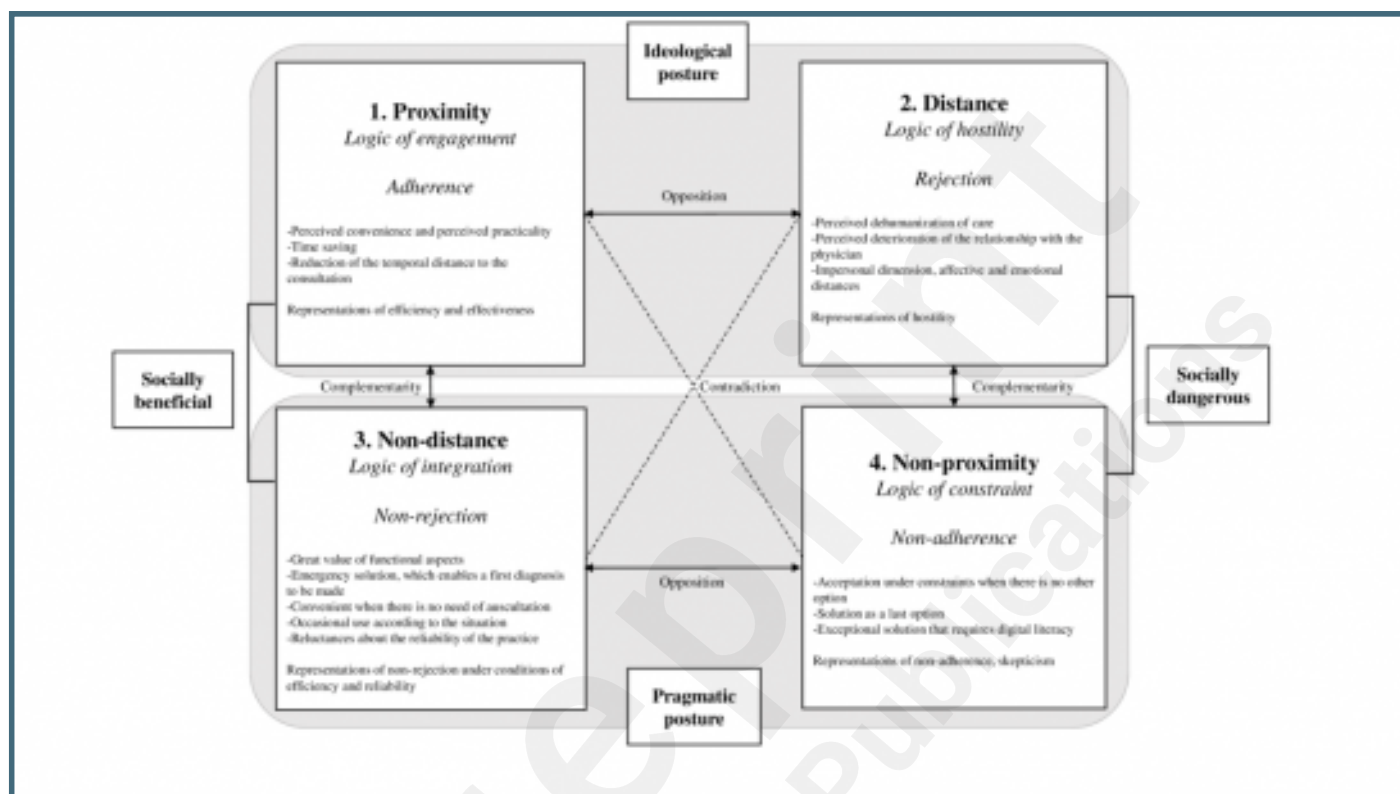 Ideological
posture
1. Proximity
Logic of engagement
Adherence
-Perceived convenience and perceived practicality
-Time saving
-Reduction of the temporal distance to the
consultation
Representations of efficiency and effectiveness
2. Distance
Logic of hostility
Rejection
-Perceived dehumanization of care
-Perceived deterioration of the relationship with the
physician
-Impersonal dimension, affective and emotional
distances
Representations of hostility
Opposition
Socially
beneficial
Complementarity
Contradiction
Complementarity
Socially
dangerous
3. Non-distance
Logic of integration
Non-rejection
-Great value of functional aspects
-Emergency solution, which enables a first diagnosis
to be made
-Convenient when there is no need of auscultation
-Occasional use according to the situation
-Reluctances about the reliability of the practice
Representations of non-rejection under conditions of
efficiency and reliability
4. Non-proximity
Logic of constraint
Non-adherence
-Acceptation under constraints when there is no other
option
-Solution as a last option
-Exceptional solution that requires digital literacy
Representations of non-adherence, skepticism
Opposition
Pragmatic
posture
eprint
Publications